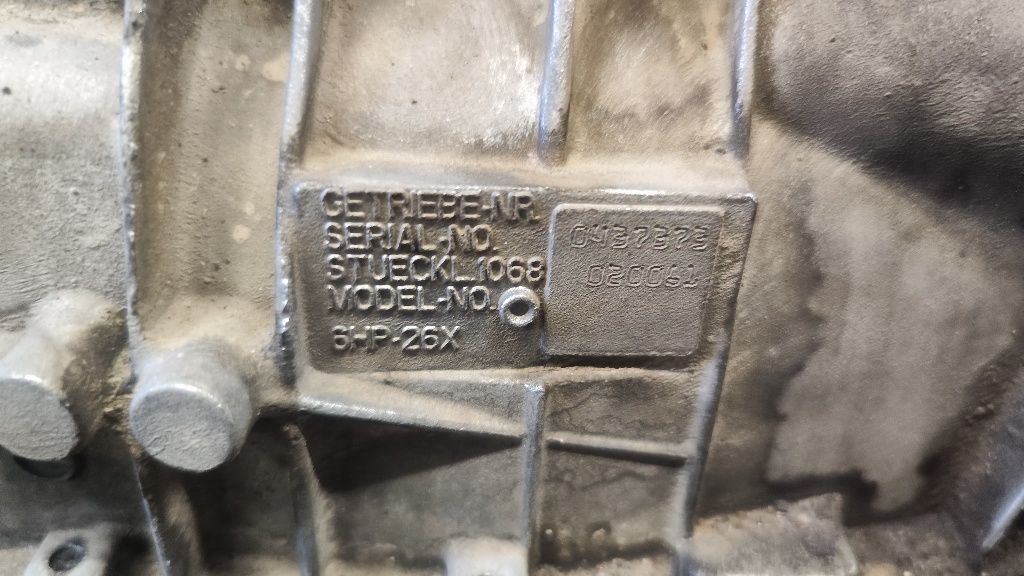 GETRIEBE-NR. 0437373
SERIAL-NO.
STUECKL.1068 020061
MODEL-NO.
6HP-26X